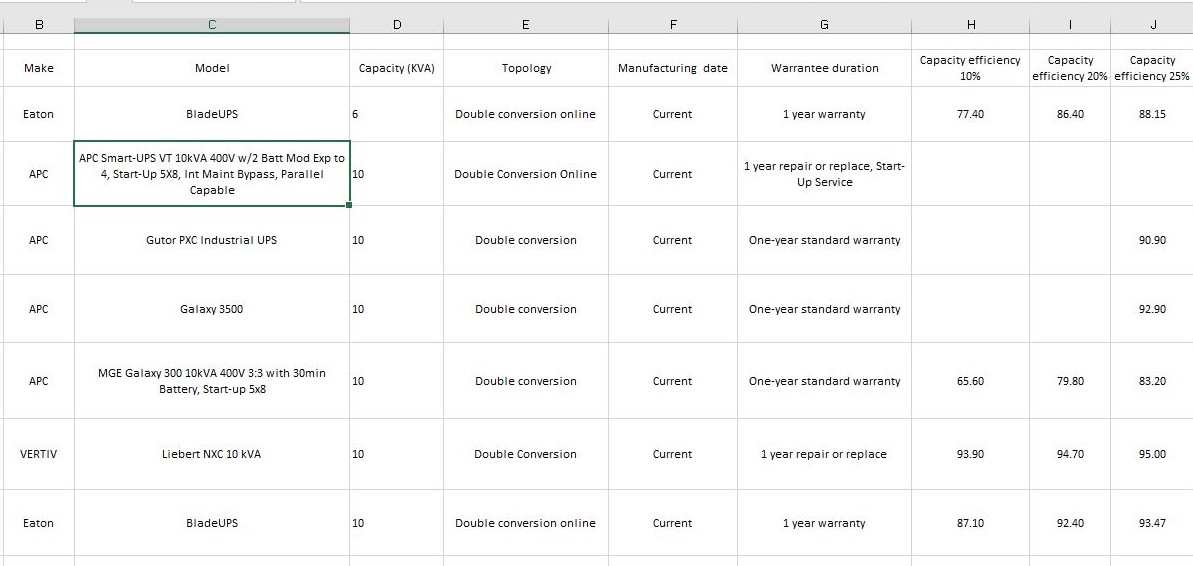 B C D E F G H I J
Make Model Capacity (KVA) Topology Manufacturing date Warrantee duration Capacity efficiency 10% Capacity efficiency 20% Capacity efficiency 25%
Eaton BladeUPS 6 Double conversion online Current 1 year warranty 77.40 86.40 88.15
APC APC Smart-UPS VT 10kVA 400V w/2 Batt Mod Exp to 4, Start-Up 5X8, Int Maint Bypass, Parallel Capable 10 Double Conversion Online Current 1 year repair or replace, Start-Up Service
APC Gutor PXC Industrial UPS 10 Double conversion Current One-year standard warranty 90.90
APC Galaxy 3500 10 Double conversion Current One-year standard warranty 92.90
APC MGE Galaxy 300 10kVA 400V 3:3 with 30min Battery, Start-up 5x8 10 Double conversion Current One-year standard warranty 65.60 79.80 83.20
VERTIV Liebert NXC 10 kVA 10 Double Conversion Current 1 year repair or replace 93.90 94.70 95.00
Eaton BladeUPS 10 Double conversion online Current 1 year warranty 87.10 92.40 93.47